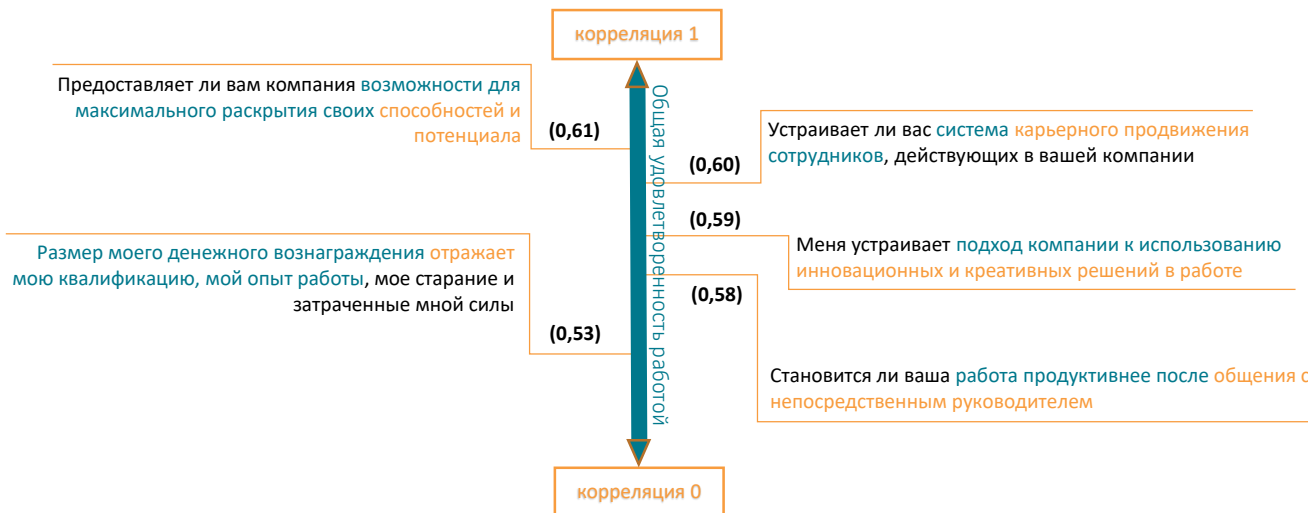 корреляция 1
Предоставляет ли вам компания возможности для
максимального раскрытия своих способностей и
потенциала
(0,61)
Общая удовлетворенность работой
Устраивает ли вас система карьерного продвижения
сотрудников, действующих в вашей компании
(0,60)
(0,59)
Меня устраивает подход компании к использованию
инновационных и креативных решений в работе
Размер моего денежного вознаграждения отражает
мою квалификацию, мой опыт работы, мое старание и
затраченные мной силы
(0,58)
(0,53)
Становится ли ваша работа продуктивнее после общения с
непосредственным руководителем
корреляция 0